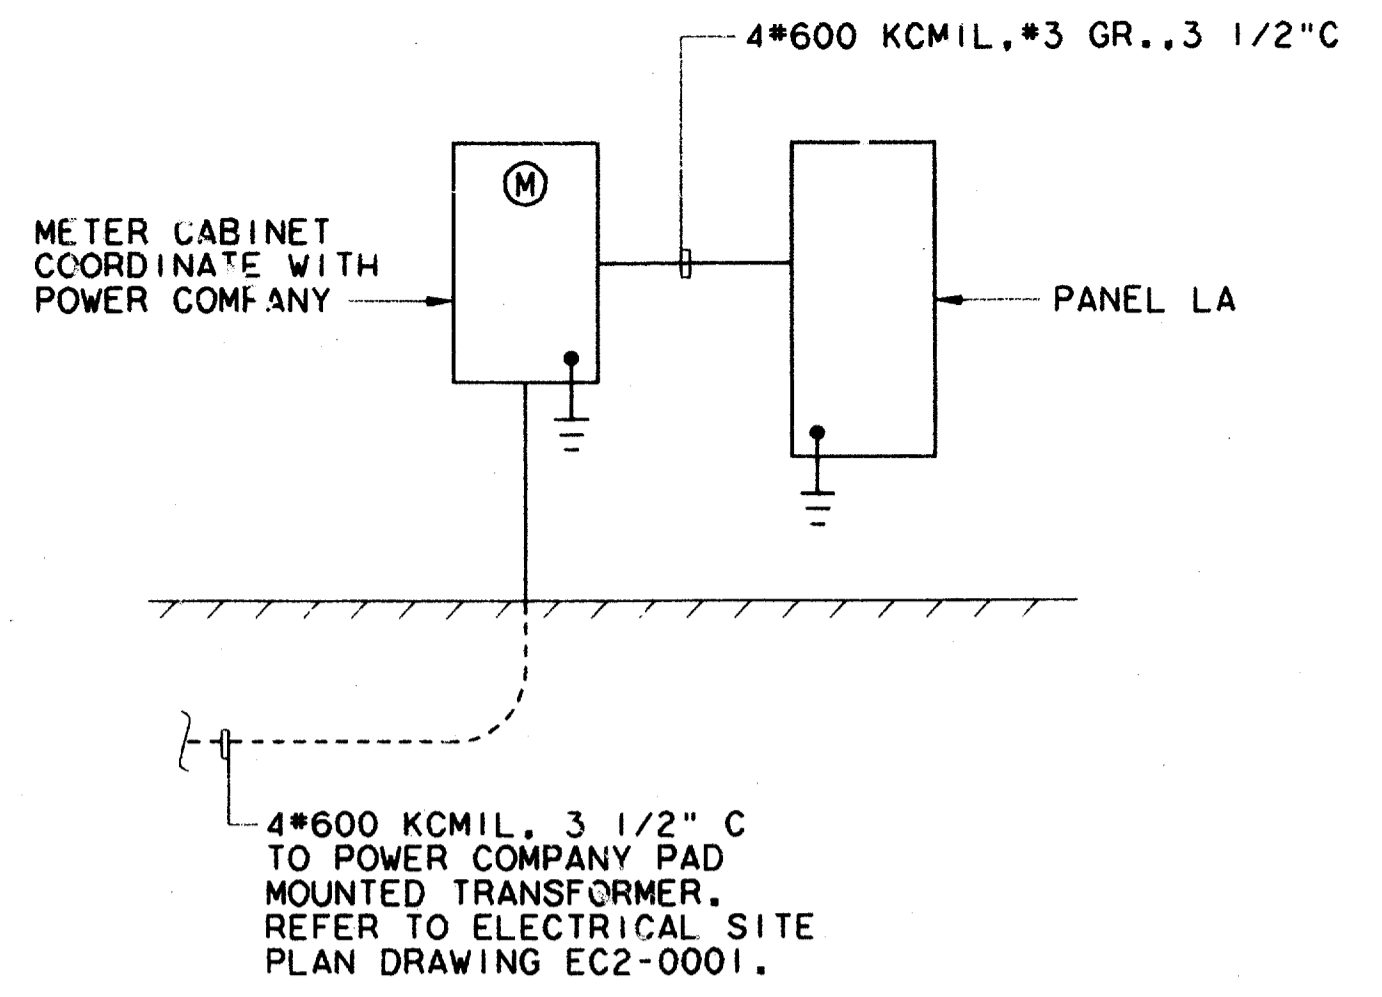 4#600 KCMIL,#3 GR.,3 1/2"C
M
METER CABINET
COORDINATE WITH
POWER COMPANY
PANEL LA
4#600 KCMIL. 3 1/2" C
TO POWER COMPANY PAD
MOUNTED TRANSFORMER.
REFER TO ELECTRICAL SITE
PLAN DRAWING EC2-0001.